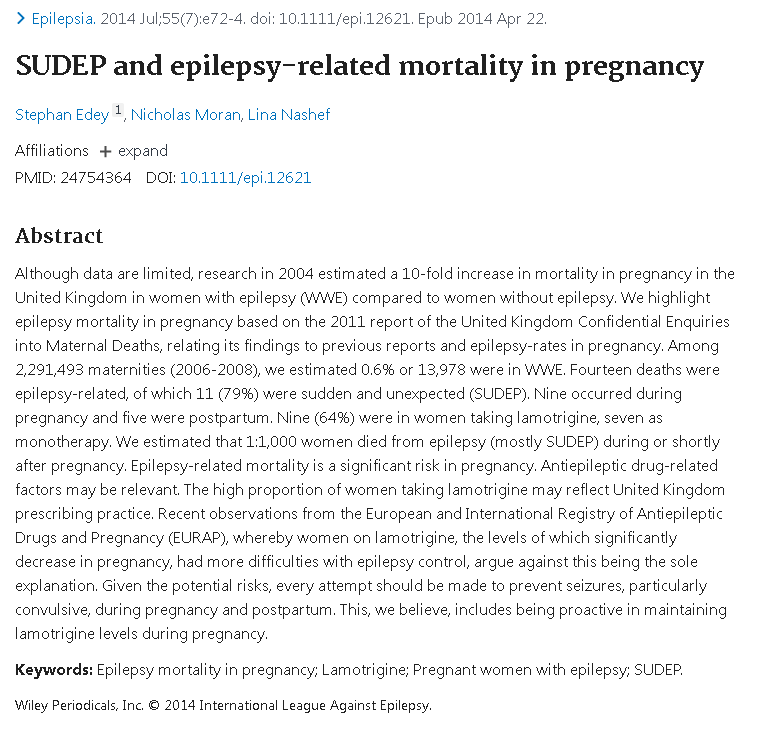 Epilepsia. 2014 Jul;55(7):e72-4. doi: 10.1111/epi.12621. Epub 2014 Apr 22.
SUDEP and epilepsy-related mortality in pregnancy
Stephan Edey 1, Nicholas Moran, Lina Nashef
Affiliations + expand
PMID: 24754364 DOI: 10.1111/epi.12621
Abstract
Although data are limited, research in 2004 estimated a 10-fold increase in mortality in pregnancy in the
United Kingdom in women with epilepsy (WWE) compared to women without epilepsy. We highlight
epilepsy mortality in pregnancy based on the 2011 report of the United Kingdom Confidential Enquiries
into Maternal Deaths, relating its findings to previous reports and epilepsy-rates in pregnancy. Among
2,291,493 maternities (2006-2008), we estimated 0.6% or 13,978 were in WWE. Fourteen deaths were
epilepsy-related, of which 11 (79%) were sudden and unexpected (SUDEP). Nine occurred during
pregnancy and five were postpartum. Nine (64%) were in women taking lamotrigine, seven as
monotherapy. We estimated that 1:1,000 women died from epilepsy (mostly SUDEP) during or shortly
after pregnancy. Epilepsy-related mortality is a significant risk in pregnancy. Antiepileptic drug-related
factors may be relevant. The high proportion of women taking lamotrigine may reflect United Kingdom
prescribing practice. Recent observations from the European and International Registry of Antiepileptic
Drugs and Pregnancy (EURAP), whereby women on lamotrigine, the levels of which significantly
decrease in pregnancy, had more difficulties with epilepsy control, argue against this being the sole
explanation. Given the potential risks, every attempt should be made to prevent seizures, particularly
convulsive, during pregnancy and postpartum. This, we believe, includes being proactive in maintaining
lamotrigine levels during pregnancy.
Keywords: Epilepsy mortality in pregnancy; Lamotrigine; Pregnant women with epilepsy; SUDEP.
Wiley Periodicals, Inc. © 2014 International League Against Epilepsy.